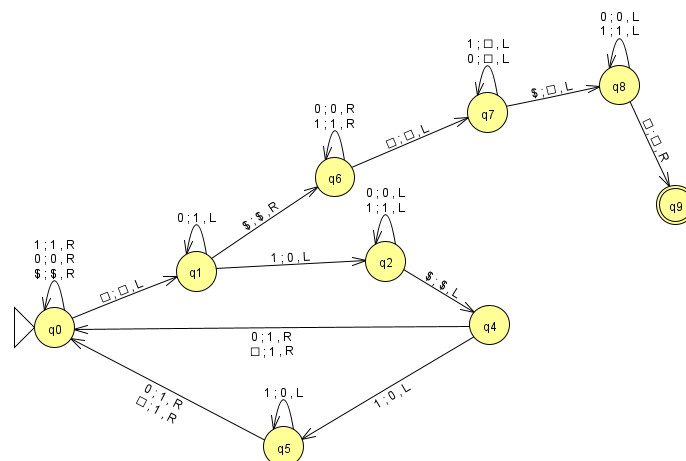 0 ; 0 , L
1 ; 1 , L
q8
1 ; □ , L
0 ; □ , L
q7
$ ; □ , L
0 ; 0 , R
1 ; 1 , R
q6
□ ; □ , L
□ ; □ , R
q9
0 ; 1 , L
q1
$ ; $ , R
0 ; 0 , L
1 ; 1 , L
q2
1 ; 0 , L
1 ; 1 , R
0 ; 0 , R
$ ; $ , R
q0
□ ; □ , L
$ ; $ , L
q4
0 ; 1 , R
□ ; 1 , R
0 ; 1 , R
□ ; 1 , R
1 ; 0 , L
q5
1 ; 0 , L